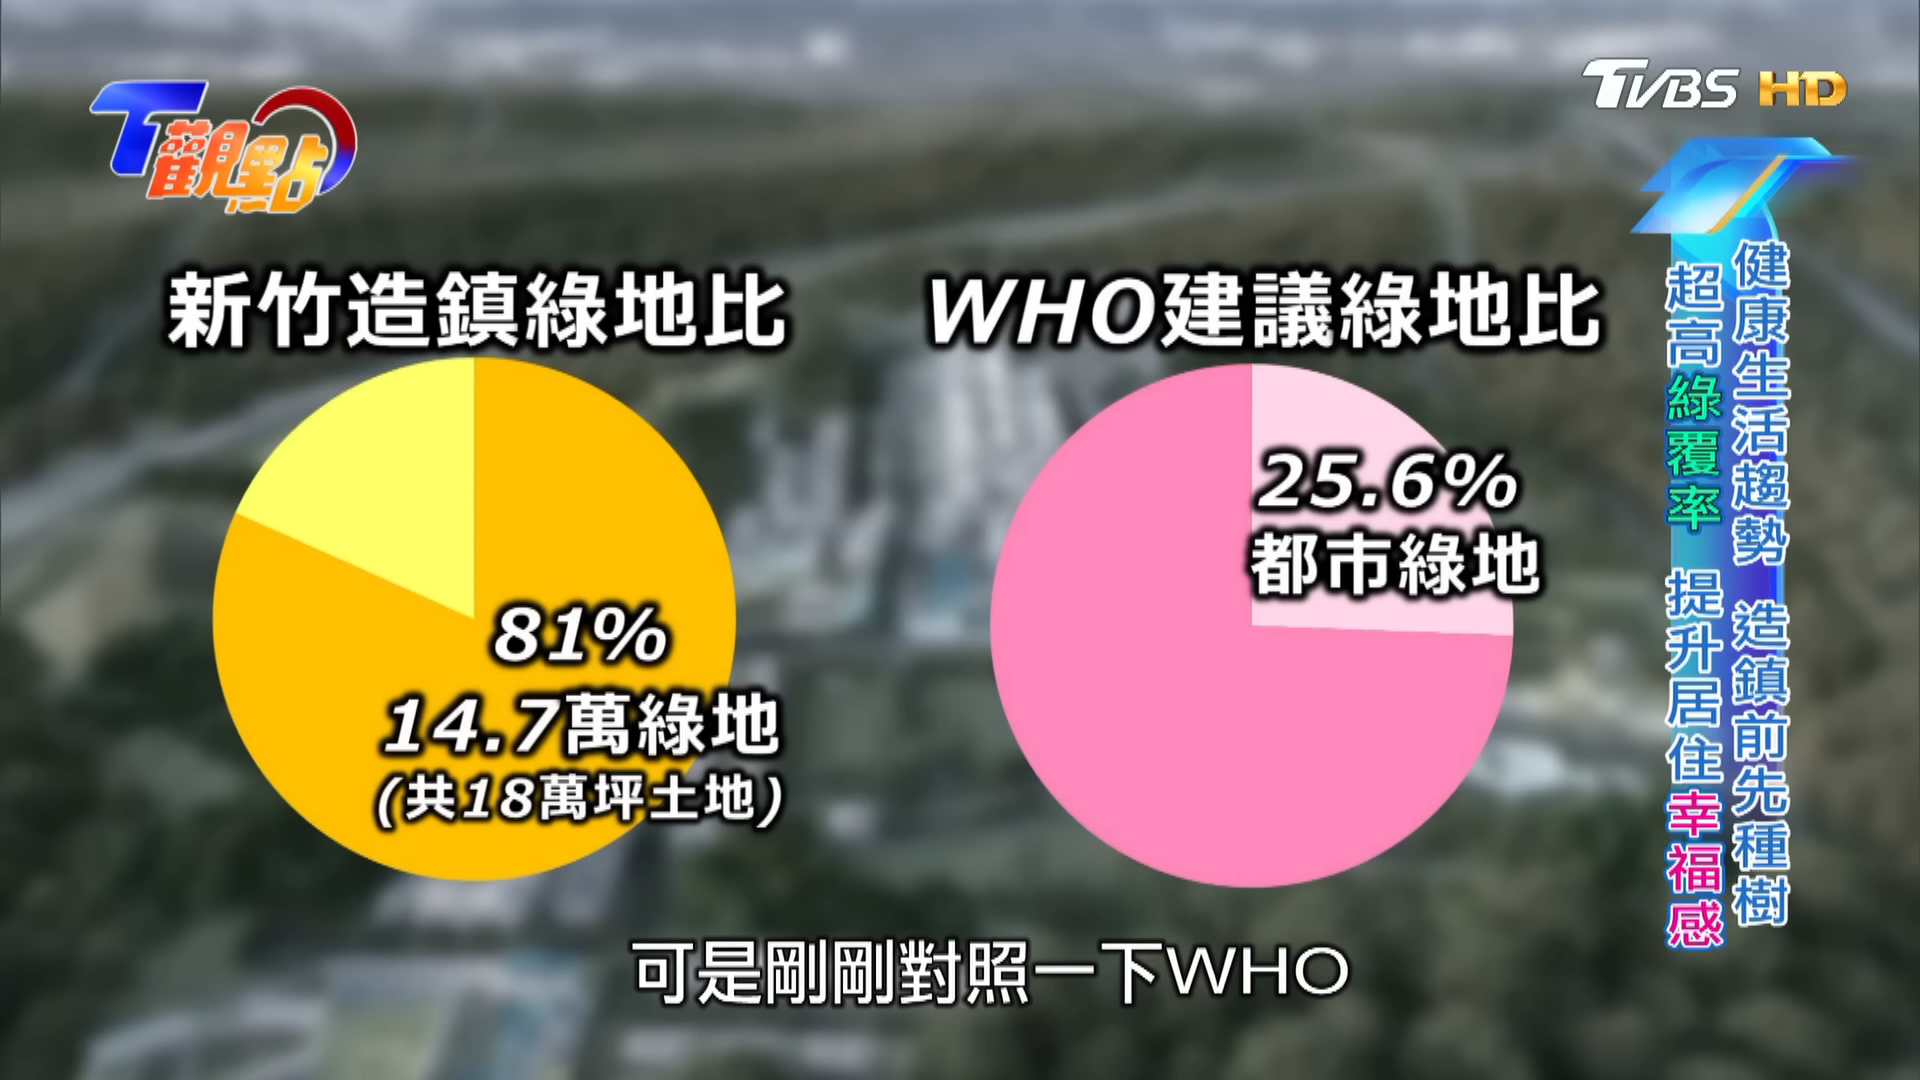 T觀點
TVBS HD
新竹造鎮綠地比
81%
14.7萬綠地
(共18萬坪土地)
WHO建議綠地比
25.6%
都市綠地
健康生活趨勢 造鎮前先種樹
超高綠覆率 提升居住幸福感
可是剛剛對照一下WHO